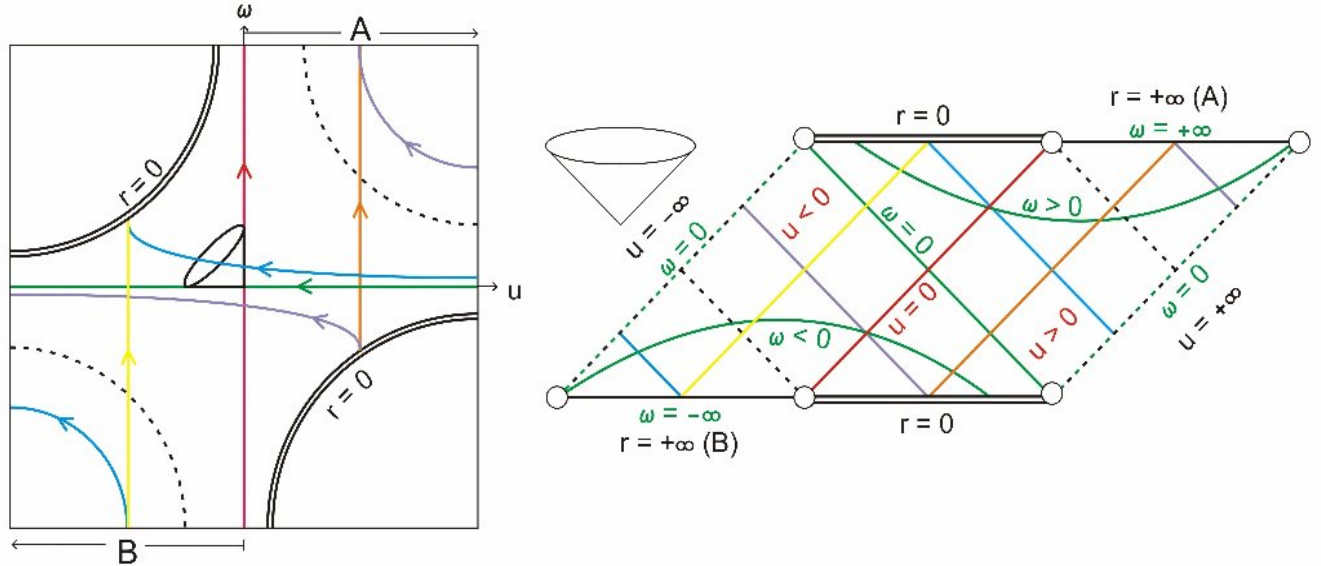 ω
A
r = 0
u
r = 0
B
r = 0
r = +∞ (A)
ω = +∞
u = -∞
ω = 0
u < 0
ω = 0
ω > 0
u = 0
u > 0
ω = 0
u = +∞
ω < 0
ω = -∞
r = +∞ (B)
r = 0